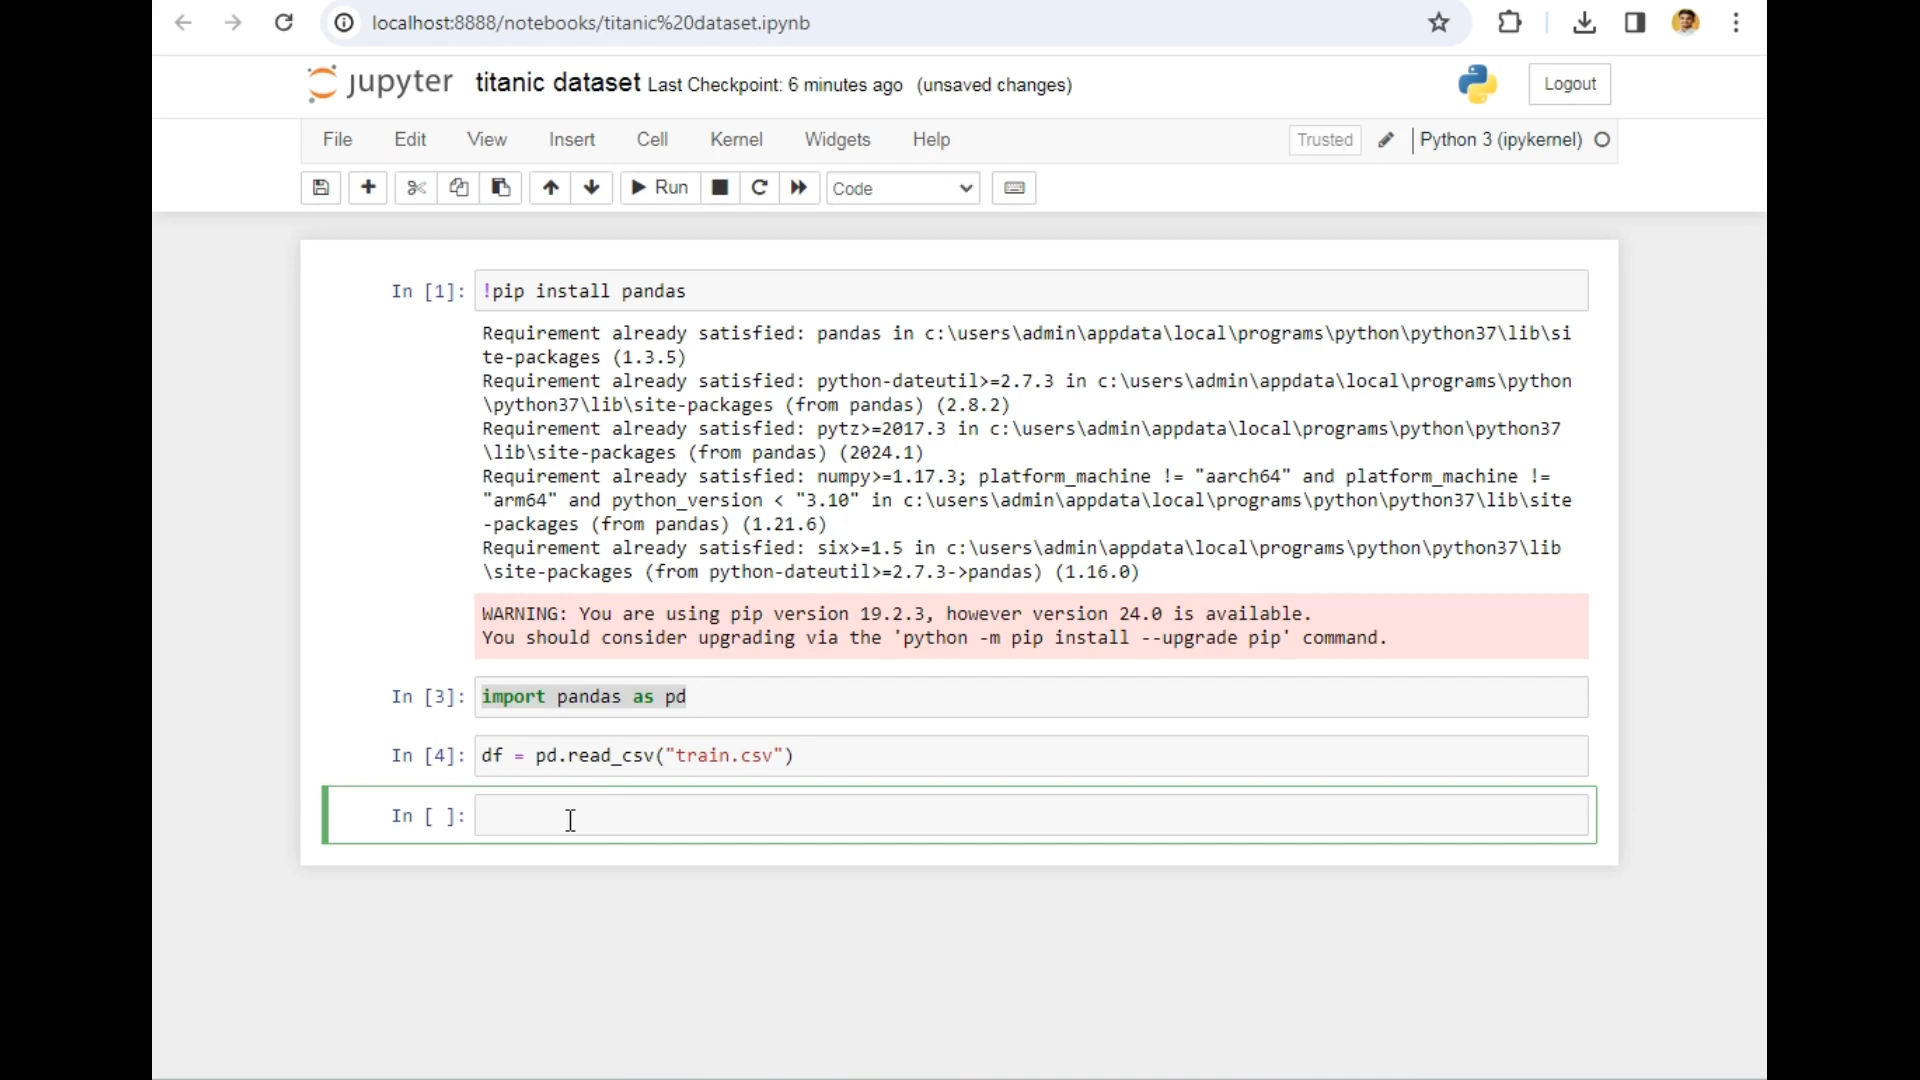 localhost:8888/notebooks/titanic%20dataset.ipynb
jupyter titanic dataset Last Checkpoint: 6 minutes ago (unsaved changes) Logout
File Edit View Insert Cell Kernel Widgets Help Trusted Python 3 (ipykernel)
Run Code
In [1]: !pip install pandas
Requirement already satisfied: pandas in c:\users\admin\appdata\local\programs\python\python37\lib\si
te-packages (1.3.5)
Requirement already satisfied: python-dateutil>=2.7.3 in c:\users\admin\appdata\local\programs\python
\python37\lib\site-packages (from pandas) (2.8.2)
Requirement already satisfied: pytz>=2017.3 in c:\users\admin\appdata\local\programs\python\python37
\lib\site-packages (from pandas) (2024.1)
Requirement already satisfied: numpy>=1.17.3; platform_machine != "aarch64" and platform_machine !=
"arm64" and python_version < "3.10" in c:\users\admin\appdata\local\programs\python\python37\lib\site
-packages (from pandas) (1.21.6)
Requirement already satisfied: six>=1.5 in c:\users\admin\appdata\local\programs\python\python37\lib
\site-packages (from python-dateutil>=2.7.3->pandas) (1.16.0)
WARNING: You are using pip version 19.2.3, however version 24.0 is available.
You should consider upgrading via the 'python -m pip install --upgrade pip' command.
In [3]: import pandas as pd
In [4]: df = pd.read_csv("train.csv")
In [ ]: